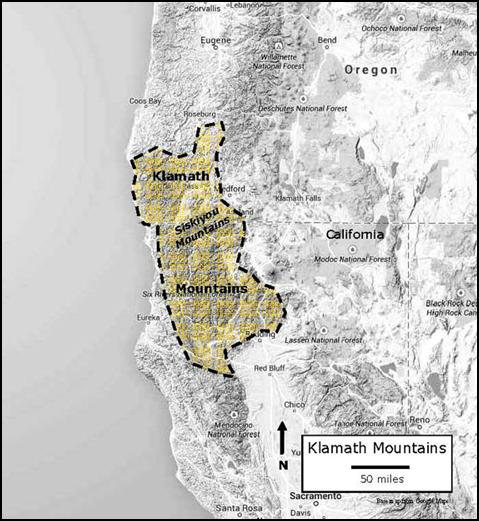 Corvallis
Lebanon
Eugene
Bend
Ochoco National Forest
Willamette
National Forest
Malheu
Oregon
Coos Bay
Deschutes National Forest
Roseburg
Klamath
Medford
land
Klamath Falls
Siskiyou
Mountains
California
Modoc National Forest
Six Rivers National Forest
Mountains
Black Rock Des
High Rock Can
Eureka
Redding
Lassen National Forest
Red Bluff
Chico
Mendocino
National Forest
Tahoe National Forest
Reno
N
Yu
Klamath Mountains
50 miles
Sacramento
Base map from Google Maps
Santa Rosa
Davis